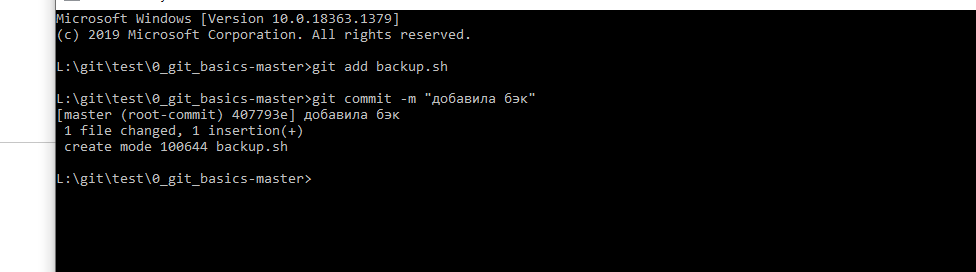 Microsoft Windows [Version 10.0.18363.1379]
(c) 2019 Microsoft Corporation. All rights reserved.
L:\git\test\0_git_basics-master>git add backup.sh
L:\git\test\0_git_basics-master>git commit -m "добавила бэк"
[master (root-commit) 407793e] добавила бэк
1 file changed, 1 insertion(+)
create mode 100644 backup.sh
L:\git\test\0_git_basics-master>